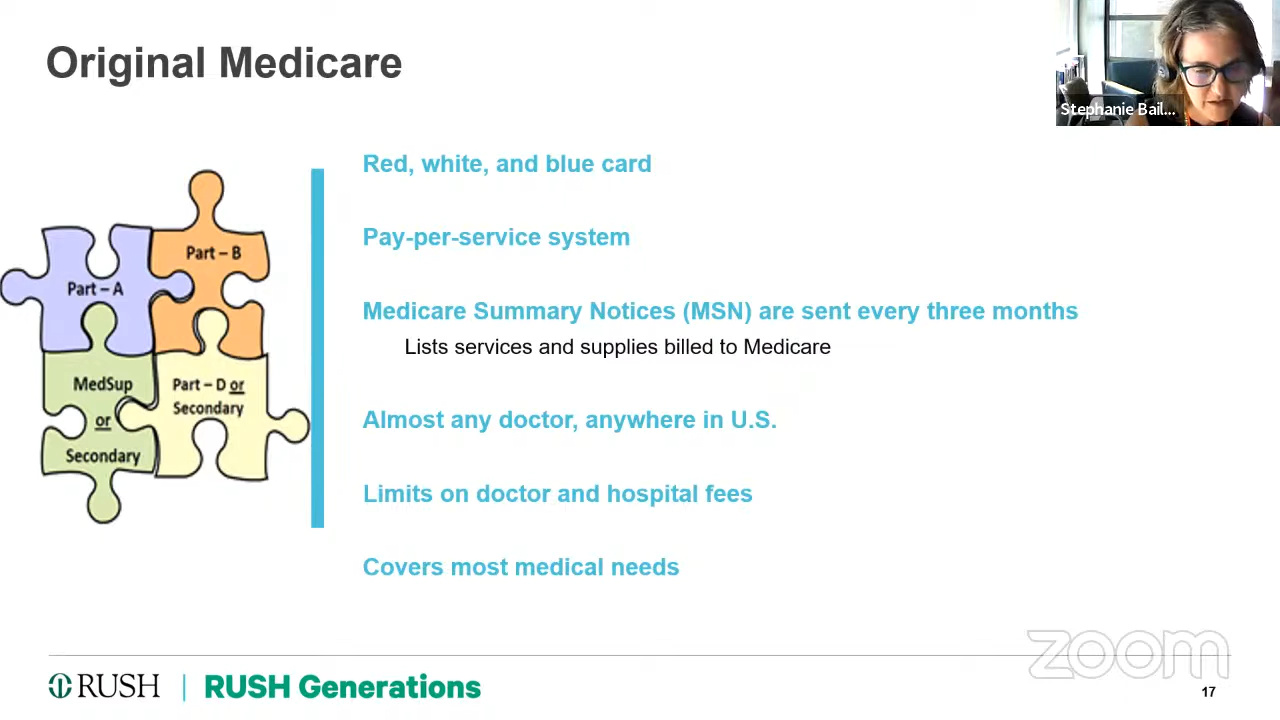 Original Medicare
Stephanie Bail...
Red, white, and blue card
Pay-per-service system
Medicare Summary Notices (MSN) are sent every three months
Lists services and supplies billed to Medicare
Almost any doctor, anywhere in U.S.
Limits on doctor and hospital fees
Covers most medical needs
Part – A
Part – B
MedSup
or
Secondary
Part – D or
Secondary
zoom
RUSH | RUSH Generations
17